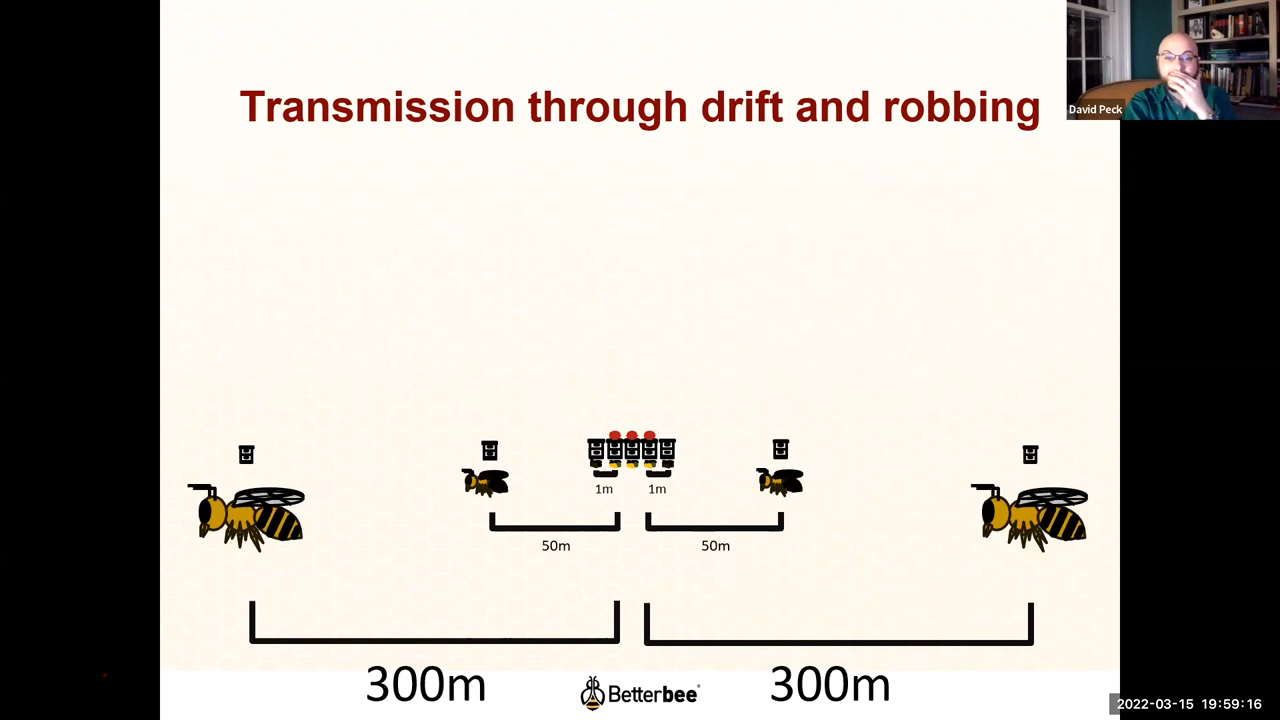 Transmission through drift and robbing
David Peck
1m 1m
50m 50m
300m 300m
Betterbee®
2022-03-15 19:59:16